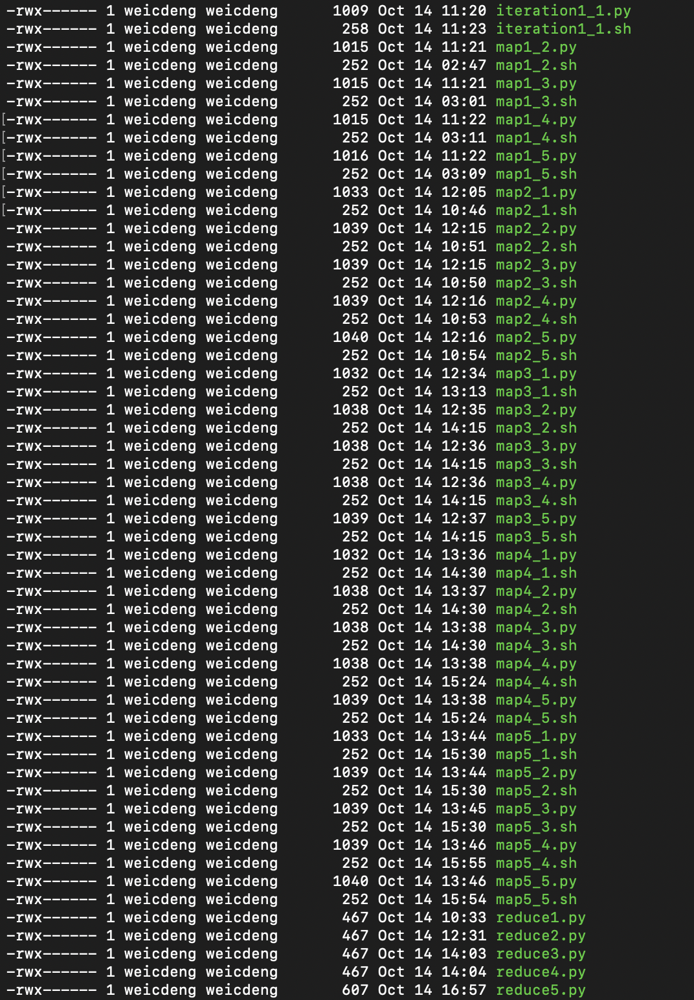 -rwx------ 1 weicdeng weicdeng      1009 Oct 14 11:20 iteration1_1.py
-rwx------ 1 weicdeng weicdeng       258 Oct 14 11:23 iteration1_1.sh
-rwx------ 1 weicdeng weicdeng      1015 Oct 14 11:21 map1_2.py
-rwx------ 1 weicdeng weicdeng       252 Oct 14 02:47 map1_2.sh
-rwx------ 1 weicdeng weicdeng      1015 Oct 14 11:21 map1_3.py
-rwx------ 1 weicdeng weicdeng       252 Oct 14 03:01 map1_3.sh
[-rwx------ 1 weicdeng weicdeng      1015 Oct 14 11:22 map1_4.py
[-rwx------ 1 weicdeng weicdeng       252 Oct 14 03:11 map1_4.sh
[-rwx------ 1 weicdeng weicdeng      1016 Oct 14 11:22 map1_5.py
[-rwx------ 1 weicdeng weicdeng       252 Oct 14 03:09 map1_5.sh
[-rwx------ 1 weicdeng weicdeng      1033 Oct 14 12:05 map2_1.py
[-rwx------ 1 weicdeng weicdeng       252 Oct 14 10:46 map2_1.sh
-rwx------ 1 weicdeng weicdeng      1039 Oct 14 12:15 map2_2.py
-rwx------ 1 weicdeng weicdeng       252 Oct 14 10:51 map2_2.sh
-rwx------ 1 weicdeng weicdeng      1039 Oct 14 12:15 map2_3.py
-rwx------ 1 weicdeng weicdeng       252 Oct 14 10:50 map2_3.sh
-rwx------ 1 weicdeng weicdeng      1039 Oct 14 12:16 map2_4.py
-rwx------ 1 weicdeng weicdeng       252 Oct 14 10:53 map2_4.sh
-rwx------ 1 weicdeng weicdeng      1040 Oct 14 12:16 map2_5.py
-rwx------ 1 weicdeng weicdeng       252 Oct 14 10:54 map2_5.sh
-rwx------ 1 weicdeng weicdeng      1032 Oct 14 12:34 map3_1.py
-rwx------ 1 weicdeng weicdeng       252 Oct 14 13:13 map3_1.sh
-rwx------ 1 weicdeng weicdeng      1038 Oct 14 12:35 map3_2.py
-rwx------ 1 weicdeng weicdeng       252 Oct 14 14:15 map3_2.sh
-rwx------ 1 weicdeng weicdeng      1038 Oct 14 12:36 map3_3.py
-rwx------ 1 weicdeng weicdeng       252 Oct 14 14:15 map3_3.sh
-rwx------ 1 weicdeng weicdeng      1038 Oct 14 12:36 map3_4.py
-rwx------ 1 weicdeng weicdeng       252 Oct 14 14:15 map3_4.sh
-rwx------ 1 weicdeng weicdeng      1039 Oct 14 12:37 map3_5.py
-rwx------ 1 weicdeng weicdeng       252 Oct 14 14:15 map3_5.sh
-rwx------ 1 weicdeng weicdeng      1032 Oct 14 13:36 map4_1.py
-rwx------ 1 weicdeng weicdeng       252 Oct 14 14:30 map4_1.sh
-rwx------ 1 weicdeng weicdeng      1038 Oct 14 13:37 map4_2.py
-rwx------ 1 weicdeng weicdeng       252 Oct 14 14:30 map4_2.sh
-rwx------ 1 weicdeng weicdeng      1038 Oct 14 13:38 map4_3.py
-rwx------ 1 weicdeng weicdeng       252 Oct 14 14:30 map4_3.sh
-rwx------ 1 weicdeng weicdeng      1038 Oct 14 13:38 map4_4.py
-rwx------ 1 weicdeng weicdeng       252 Oct 14 15:24 map4_4.sh
-rwx------ 1 weicdeng weicdeng      1039 Oct 14 13:38 map4_5.py
-rwx------ 1 weicdeng weicdeng       252 Oct 14 15:24 map4_5.sh
-rwx------ 1 weicdeng weicdeng      1033 Oct 14 13:44 map5_1.py
-rwx------ 1 weicdeng weicdeng       252 Oct 14 15:30 map5_1.sh
-rwx------ 1 weicdeng weicdeng      1039 Oct 14 13:44 map5_2.py
-rwx------ 1 weicdeng weicdeng       252 Oct 14 15:30 map5_2.sh
-rwx------ 1 weicdeng weicdeng      1039 Oct 14 13:45 map5_3.py
-rwx------ 1 weicdeng weicdeng       252 Oct 14 15:30 map5_3.sh
-rwx------ 1 weicdeng weicdeng      1039 Oct 14 13:46 map5_4.py
-rwx------ 1 weicdeng weicdeng       252 Oct 14 15:55 map5_4.sh
-rwx------ 1 weicdeng weicdeng      1040 Oct 14 13:46 map5_5.py
-rwx------ 1 weicdeng weicdeng       252 Oct 14 15:54 map5_5.sh
-rwx------ 1 weicdeng weicdeng       467 Oct 14 10:33 reduce1.py
-rwx------ 1 weicdeng weicdeng       467 Oct 14 12:31 reduce2.py
-rwx------ 1 weicdeng weicdeng       467 Oct 14 14:03 reduce3.py
-rwx------ 1 weicdeng weicdeng       467 Oct 14 14:04 reduce4.py
-rwx------ 1 weicdeng weicdeng       607 Oct 14 16:57 reduce5.py